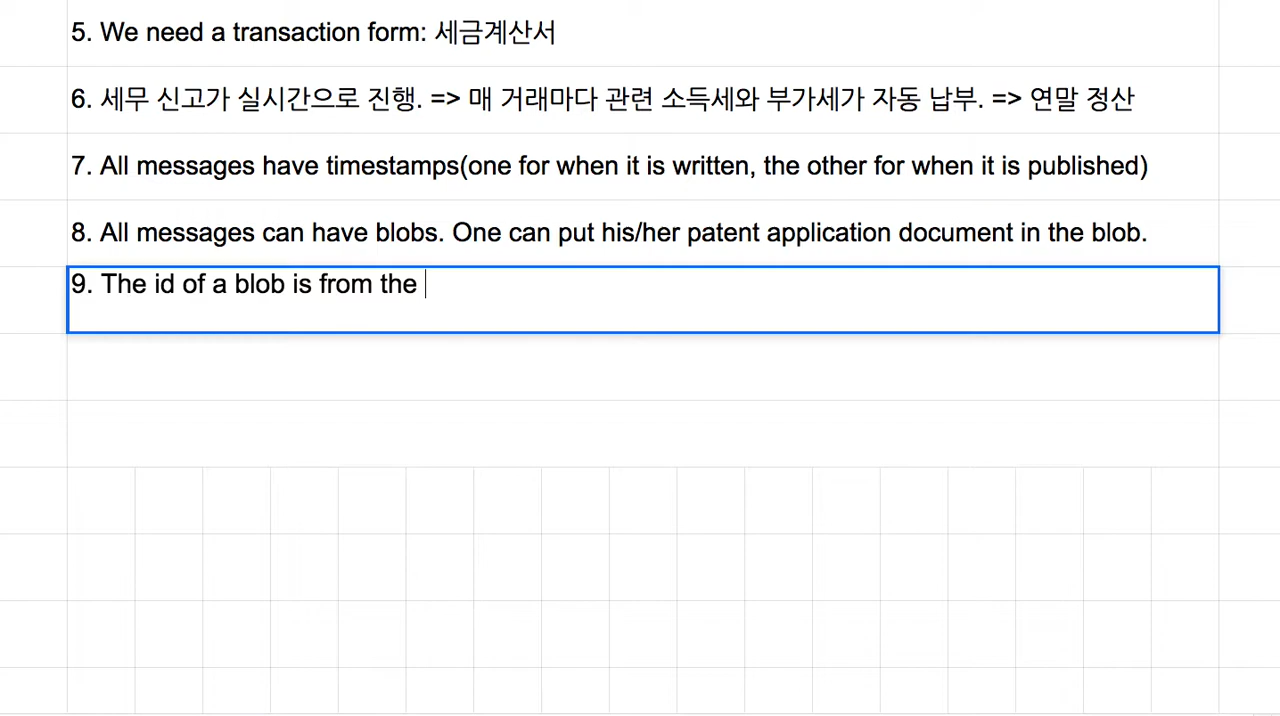 5. We need a transaction form: 세금계산서
6. 세무 신고가 실시간으로 진행. => 매 거래마다 관련 소득세와 부가세가 자동 납부. => 연말 정산
7. All messages have timestamps(one for when it is written, the other for when it is published)
8. All messages can have blobs. One can put his/her patent application document in the blob.
9. The id of a blob is from the